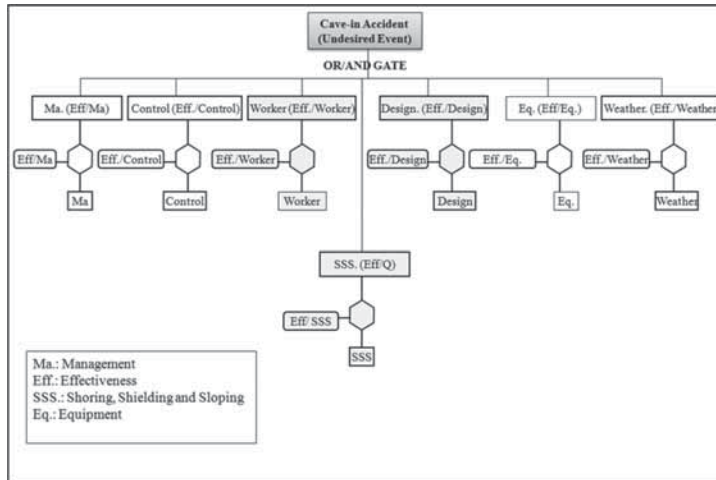 Cave-in Accident
(Undesired Event)
OR/AND GATE
Ma. (Eff/Ma)
Control (Eff./Control)
Worker (Eff./Worker)
Design. (Eff./Design)
Eq. (Eff/Eq.)
Weather. (Eff./Weather
Eff/Ma
Eff./Control
Eff./Worker
Eff./Design
Eff./Eq.
Eff./Weather
Ma
Control
Worker
Design
Eq.
Weather
SSS. (Eff/Q)
Eff/ SSS
SSS
Ma.: Management
Eff.: Effectiveness
SSS.: Shoring, Shielding and Sloping
Eq.: Equipment